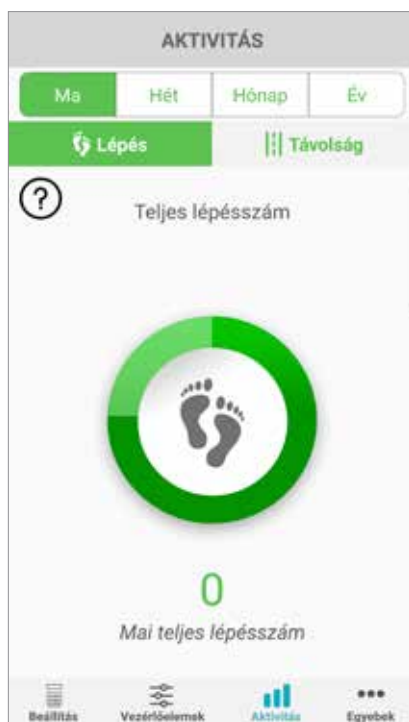 AKTIVITÁS
Ma Hét Hónap Év
Lépés Távolság
?
Teljes lépésszám
0
Mai teljes lépésszám
Beállítás Vezérlőelemek Aktivitás Egyebek